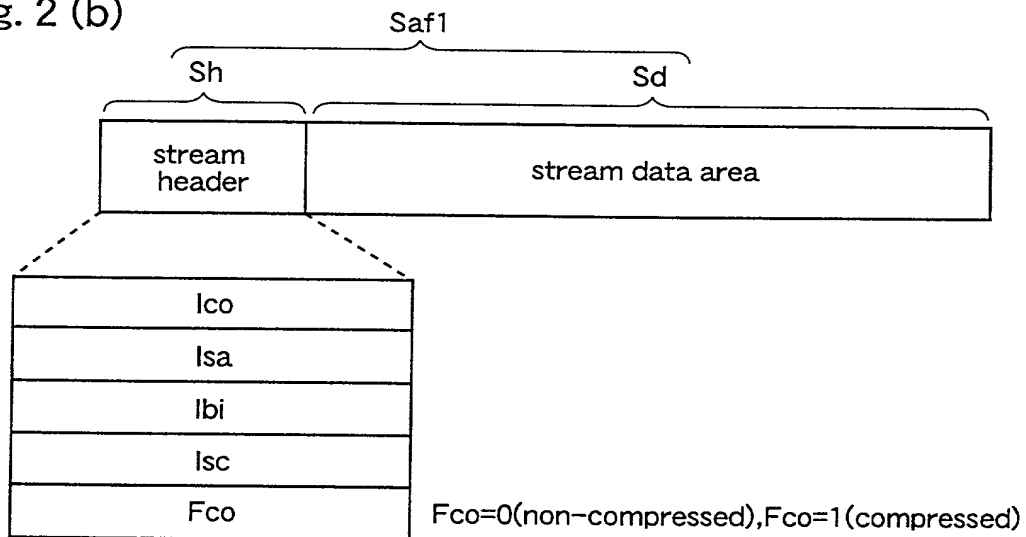 g. 2 (b)
Saf1
Sh
Sd
stream
header
stream data area
Ico
Isa
Ibi
Isc
Fco
Fco=0(non-compressed),Fco=1(compressed)